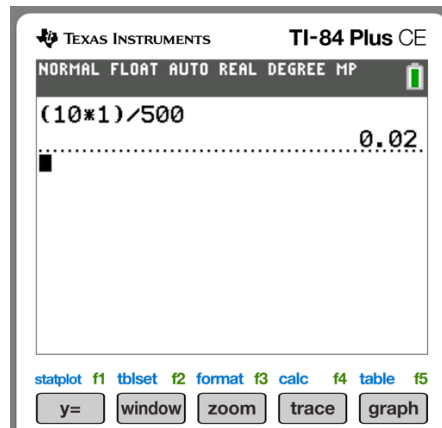 TEXAS INSTRUMENTS TI-84 Plus CE
NORMAL FLOAT AUTO REAL DEGREE MP
(10*1)/500
0.02
statplot f1 tblset f2 format f3 calc f4 table f5
y= window zoom trace graph